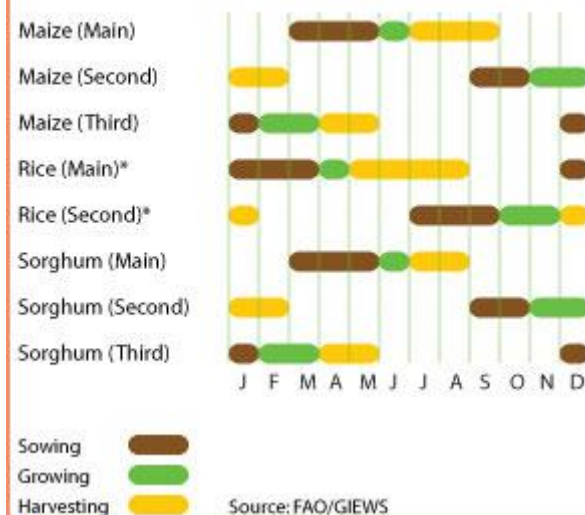 Maize (Main)
Maize (Second)
Maize (Third)
Rice (Main)*
Rice (Second)*
Sorghum (Main)
Sorghum (Second)
Sorghum (Third)
J F M A M J J A S O N D
Sowing
Growing
Harvesting
Source: FAO/GIEWS